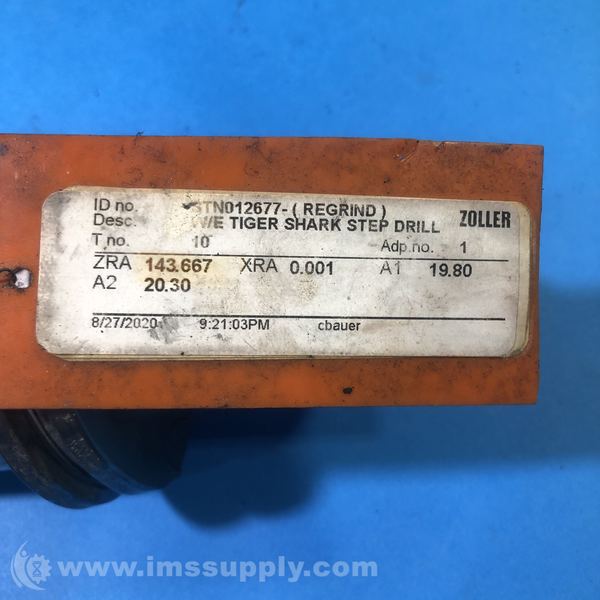 ID no. STN012677-( REGRIND ) ZOLLER
Desc. TIGER SHARK STEP DRILL
T no. 10 Adp.no. 1
ZRA 143.667 XRA 0.001 A1 19.80
A2 20.30
8/27/2020 9:21:03PM cbauer
www.imssupply.com